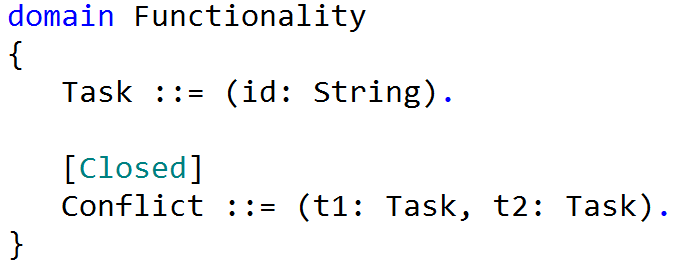 domain Functionality
{
Task ::= (id: String).
[Closed]
Conflict ::= (t1: Task, t2: Task).
}